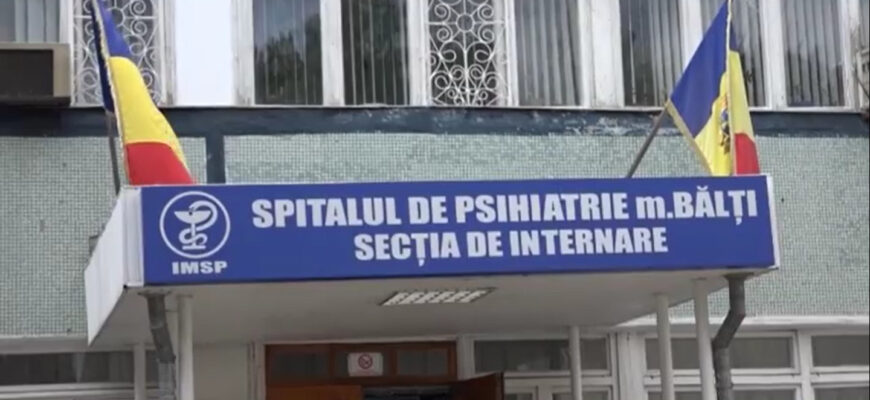 SPITALUL DE PSIHIATRIE m.BĂLȚI
SECȚIA DE INTERNARE
IMSP